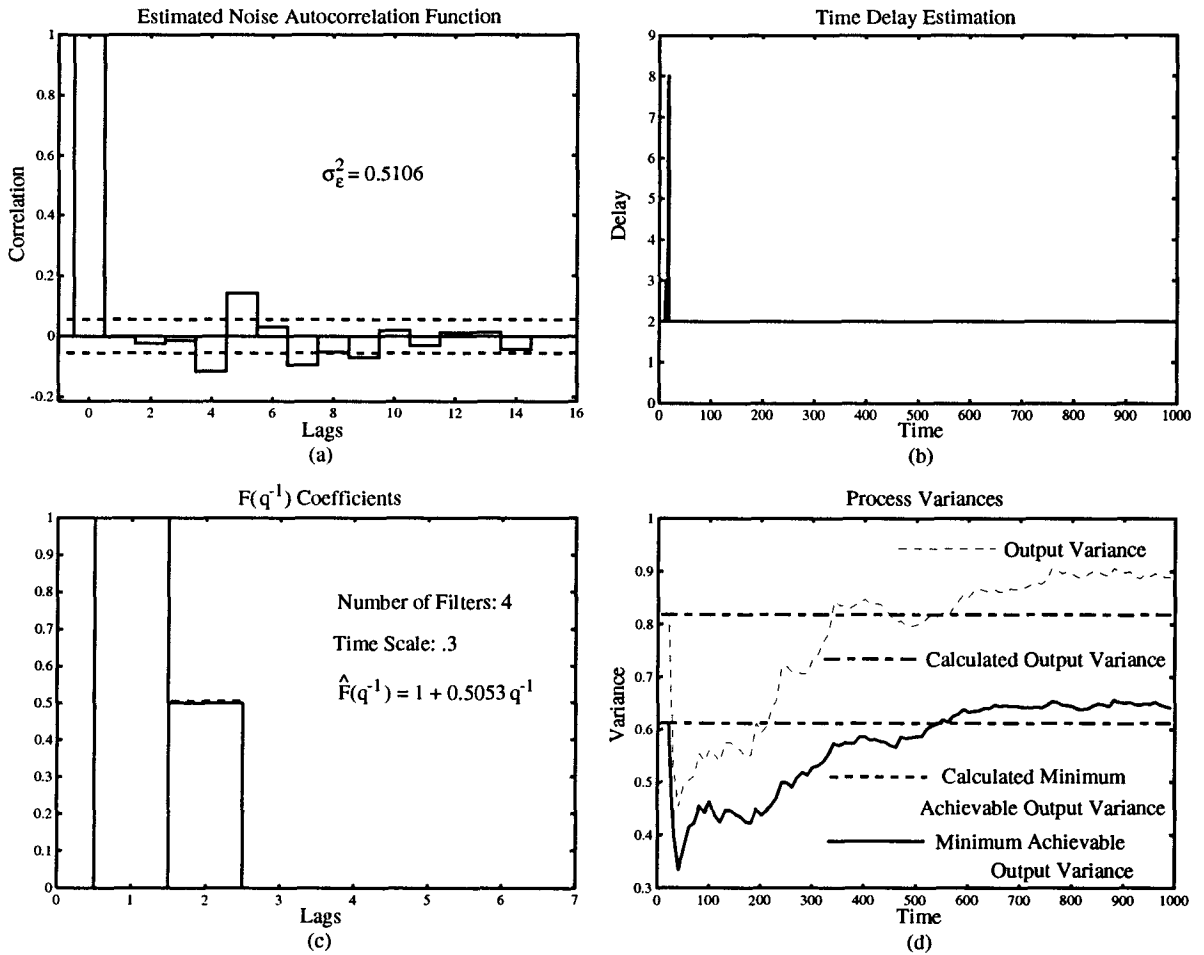 Estimated Noise Autocorrelation Function
1
0.8
0.6
0.4
0.2
0
-0.2
Correlation
σ²ε = 0.5106
0 2 4 6 8 10 12 14 16
Lags
(a)
Time Delay Estimation
9
8
7
6
5
4
3
2
1
0
Delay
0 100 200 300 400 500 600 700 800 900 1000
Time
(b)
F(q⁻¹) Coefficients
1
0.9
0.8
0.7
0.6
0.5
0.4
0.3
0.2
0.1
0
Number of Filters: 4
Time Scale: .3
F̂(q⁻¹) = 1 + 0.5053 q⁻¹
0 1 2 3 4 5 6 7
Lags
(c)
Process Variances
1
0.9
0.8
0.7
0.6
0.5
0.4
0.3
Variance
Output Variance
Calculated Output Variance
Calculated Minimum
Achievable Output Variance
Minimum Achievable
Output Variance
0 100 200 300 400 500 600 700 800 900 1000
Time
(d)